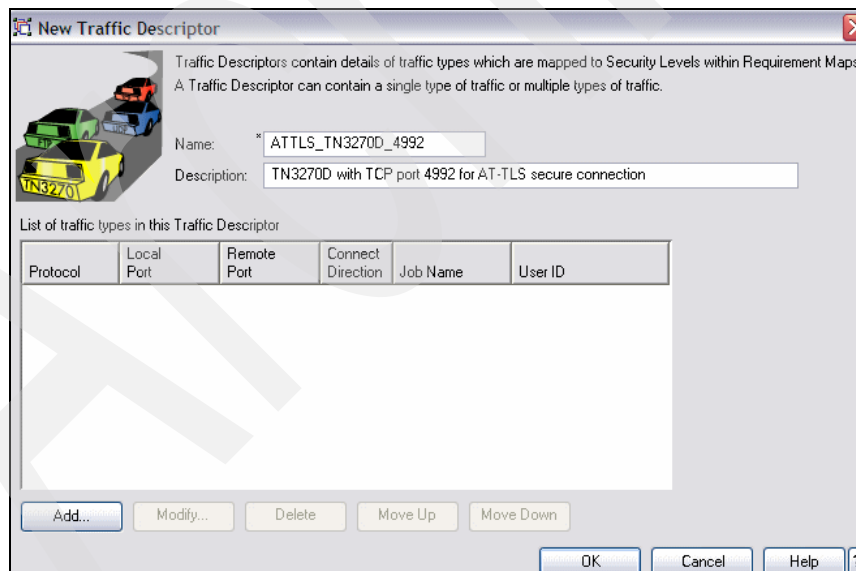 New Traffic Descriptor
Traffic Descriptors contain details of traffic types which are mapped to Security Levels within Requirement Maps
A Traffic Descriptor can contain a single type of traffic or multiple types of traffic.
FTP
TN3270
Name: * ATTLS_TN3270D_4992
Description: TN3270D with TCP port 4992 for AT-TLS secure connection
List of traffic types in this Traffic Descriptor
Protocol Local Port Remote Port Connect Direction Job Name User ID
Add... Modify... Delete Move Up Move Down
OK Cancel Help ?